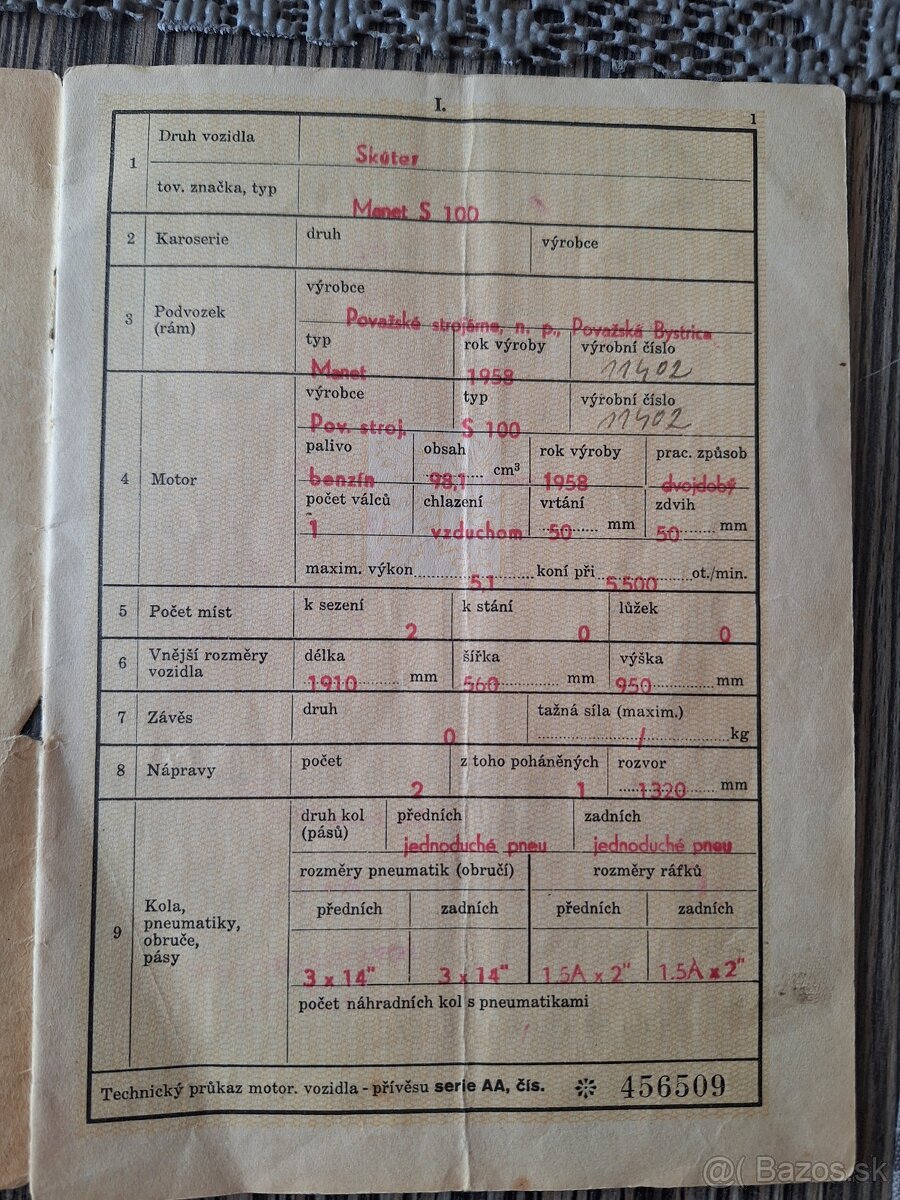 I.
1
1 Druh vozidla Skúter
tov. značka, typ Manet S 100
2 Karoserie druh výrobce
3 Podvozek (rám) výrobce
Považské strojárne, n. p., Považská Bystrica
typ rok výroby výrobní číslo
Manet 1958 11402
4 Motor výrobce typ výrobní číslo
Pov. stroj. S 100 11402
palivo obsah cm³ rok výroby prac. způsob
benzín 98,1 1958 dvojdobý
počet válců chlazení vrtání mm zdvih mm
1 vzduchom 50 50
maxim. výkon 5,1 koní při 5,500 ot./min.
5 Počet míst k sezení k stání lůžek
2 0 0
6 Vnější rozměry vozidla délka šířka výška
1910 mm 560 mm 950 mm
7 Závěs druh tažná síla (maxim.)
0 / kg
8 Nápravy počet z toho poháněných rozvor
2 1 1320 mm
9 Kola, pneumatiky, obruče, pásy
druh kol (pásů) předních zadních
jednoduché pneu jednoduché pneu
rozměry pneumatik (obručí) rozměry ráfků
předních zadních předních zadních
3 x 14" 3 x 14" 1.5A x 2" 1.5A x 2"
počet náhradních kol s pneumatikami
Technický průkaz motor. vozidla - přívěsu serie AA, čís. 456509
@( Bazos.sk